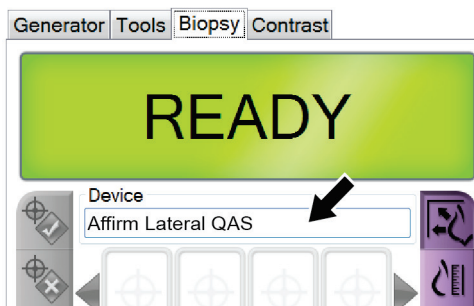 Generator Tools Biopsy Contrast
READY
Device
Affirm Lateral QAS